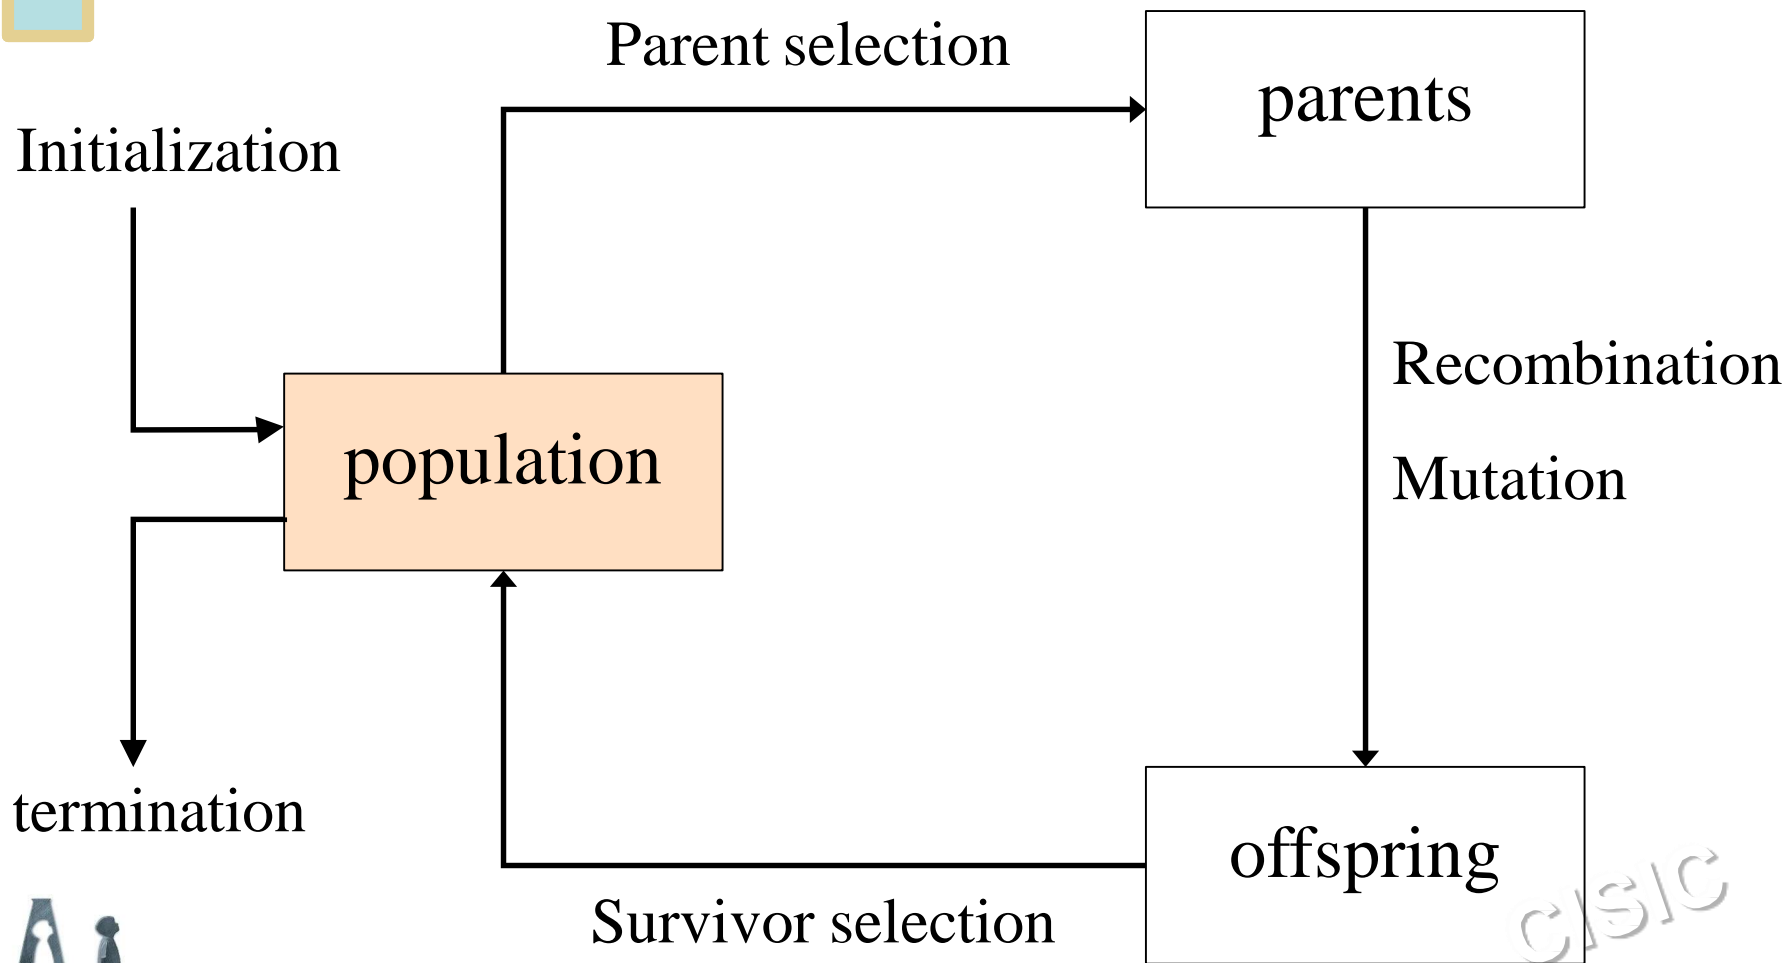 Parent selection
parents
Initialization
Recombination
population
Mutation
termination
offspring
Survivor selection
CISIC